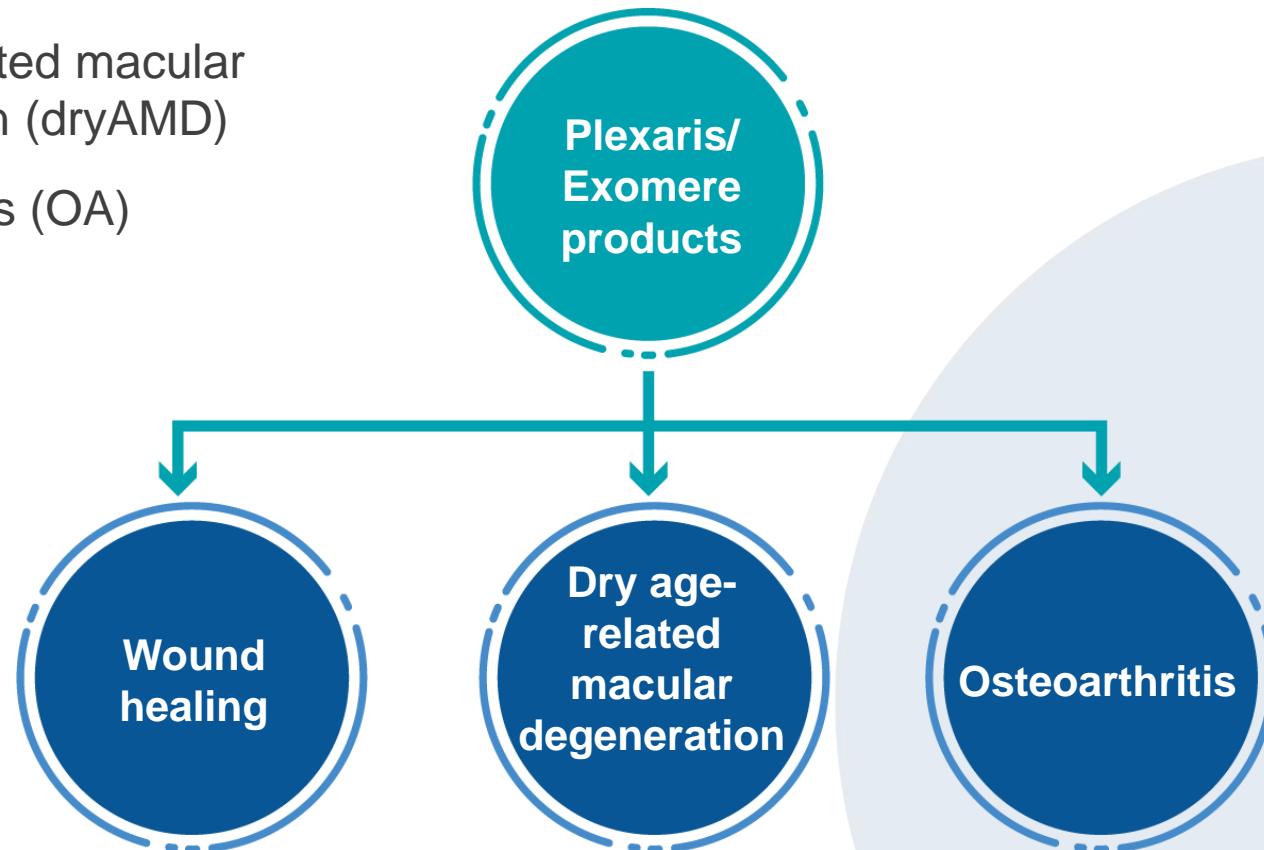 ted macular
(dryAMD)
s (OA)
Plexaris/
Exomere
products
Wound
healing
Dry age-
related
macular
degeneration
Osteoarthritis